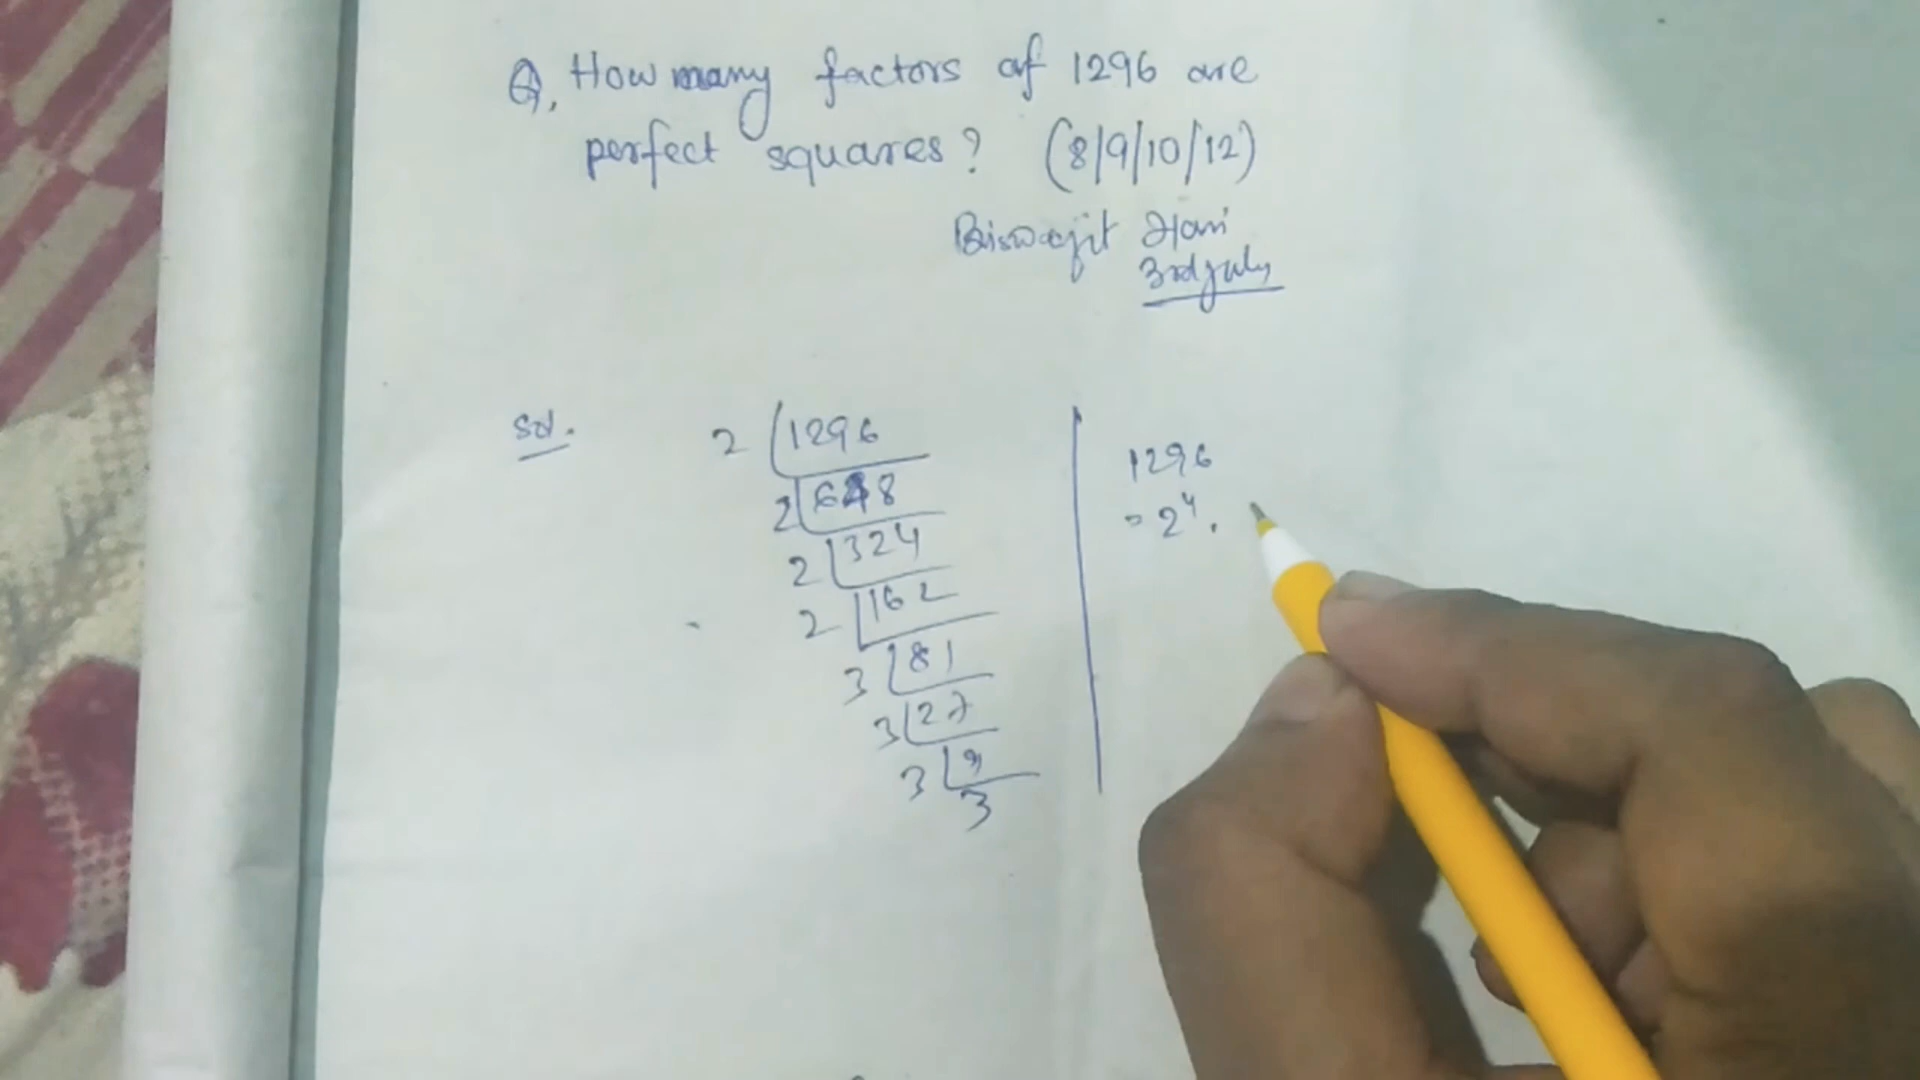 Q. How many factors of 1296 are
perfect squares? (8/9/10/12)
Biswajit
3rd July
Sol.
2 1296
2 648
2 324
2 162
3 81
3 27
3 9
3
1296
= 2⁴.